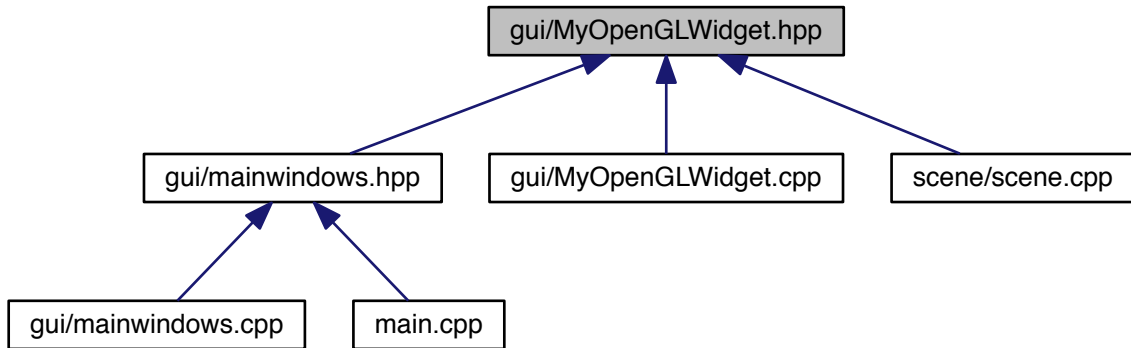 gui/MyOpenGLWidget.hpp
gui/mainwindows.hpp
gui/MyOpenGLWidget.cpp
scene/scene.cpp
gui/mainwindows.cpp
main.cpp